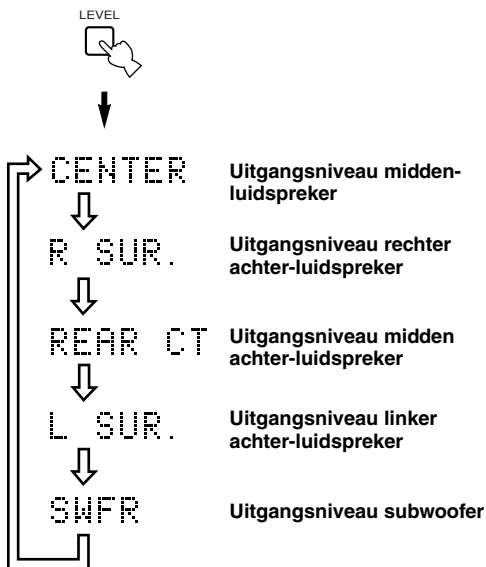 LEVEL
CENTER
Uitgangsniveau midden-
luidspreker
R SUR.
Uitgangsniveau rechter
achter-luidspreker
REAR CT
Uitgangsniveau midden
achter-luidspreker
L SUR.
Uitgangsniveau linker
achter-luidspreker
SWFR
Uitgangsniveau subwoofer